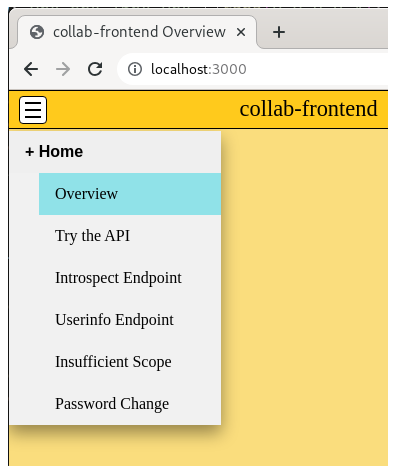 collab-frontend Overview
localhost:3000
collab-frontend
+ Home
Overview
Try the API
Introspect Endpoint
Userinfo Endpoint
Insufficient Scope
Password Change